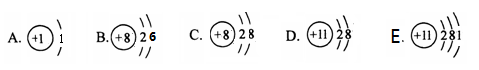 A. +1 1 B. +8 2 6 C. +8 2 8 D. +11 2 8 E. +11 2 8 1